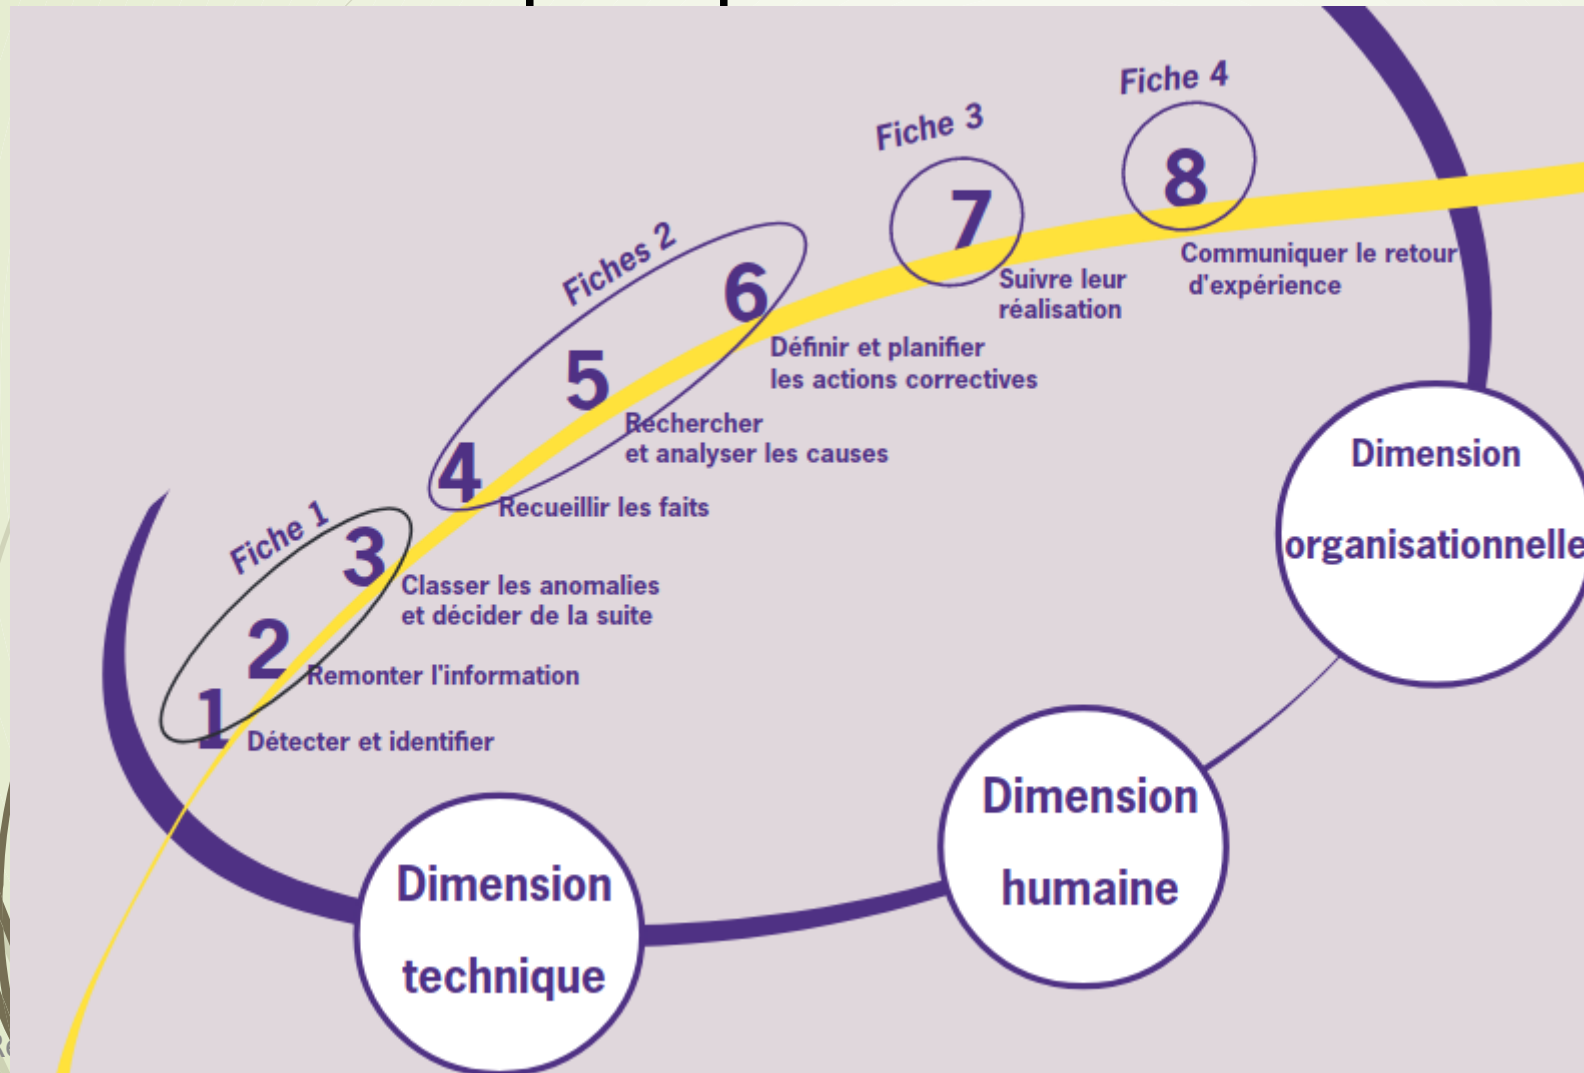 Fiche 4
Fiche 3
7
8
Communiquer le retour
d'expérience
Suivre leur
réalisation
Fiches 2
6
Définir et planifier
les actions correctives
5
Rechercher
et analyser les causes
4
Recueillir les faits
Fiche 1
3
Classer les anomalies
et décider de la suite
2
Remonter l'information
1
Détecter et identifier
Dimension
organisationnelle
Dimension
humaine
Dimension
technique